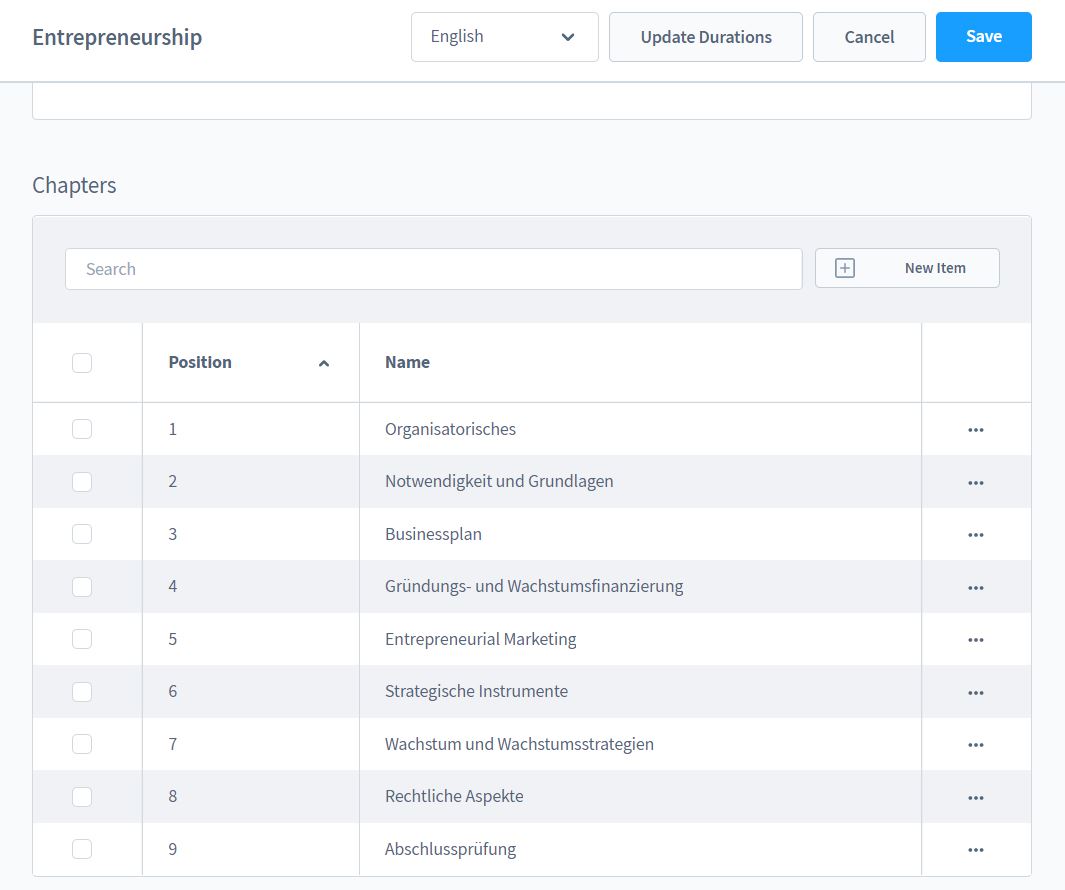 Entrepreneurship
English
Update Durations
Cancel
Save
Chapters
Search
New Item
Position Name
1 Organisatorisches
2 Notwendigkeit und Grundlagen
3 Businessplan
4 Gründungs- und Wachstumsfinanzierung
5 Entrepreneurial Marketing
6 Strategische Instrumente
7 Wachstum und Wachstumsstrategien
8 Rechtliche Aspekte
9 Abschlussprüfung